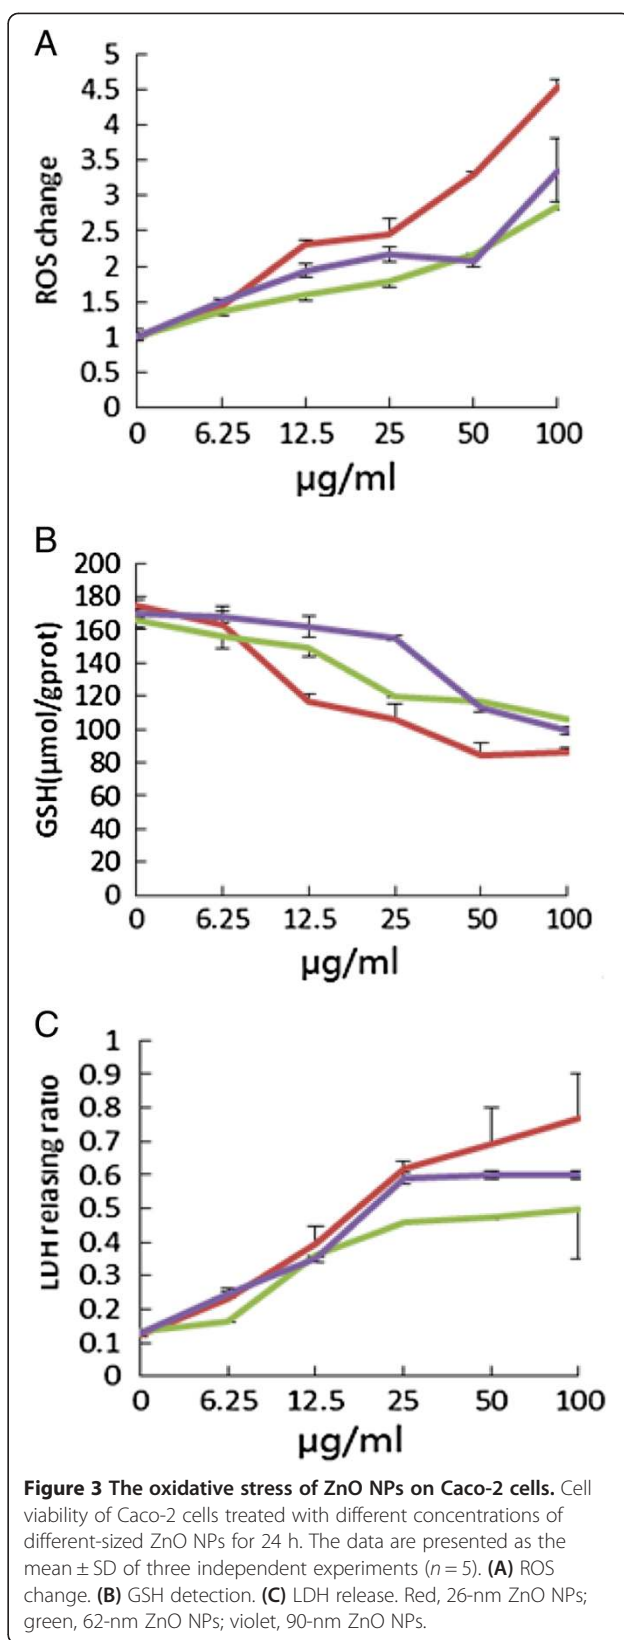 A
5
4.5
4
3.5
3
2.5
2
1.5
1
0.5
0
ROS change
0 6.25 12.5 25 50 100
µg/ml
B
200
180
160
140
120
100
80
60
40
20
0
GSH(µmol/gprot)
0 6.25 12.5 25 50 100
µg/ml
C
1
0.9
0.8
0.7
0.6
0.5
0.4
0.3
0.2
0.1
0
LDH relasing ratio
0 6.25 12.5 25 50 100
µg/ml
Figure 3 The oxidative stress of ZnO NPs on Caco-2 cells. Cell
viability of Caco-2 cells treated with different concentrations of
different-sized ZnO NPs for 24 h. The data are presented as the
mean ± SD of three independent experiments (n = 5). (A) ROS
change. (B) GSH detection. (C) LDH release. Red, 26-nm ZnO NPs;
green, 62-nm ZnO NPs; violet, 90-nm ZnO NPs.